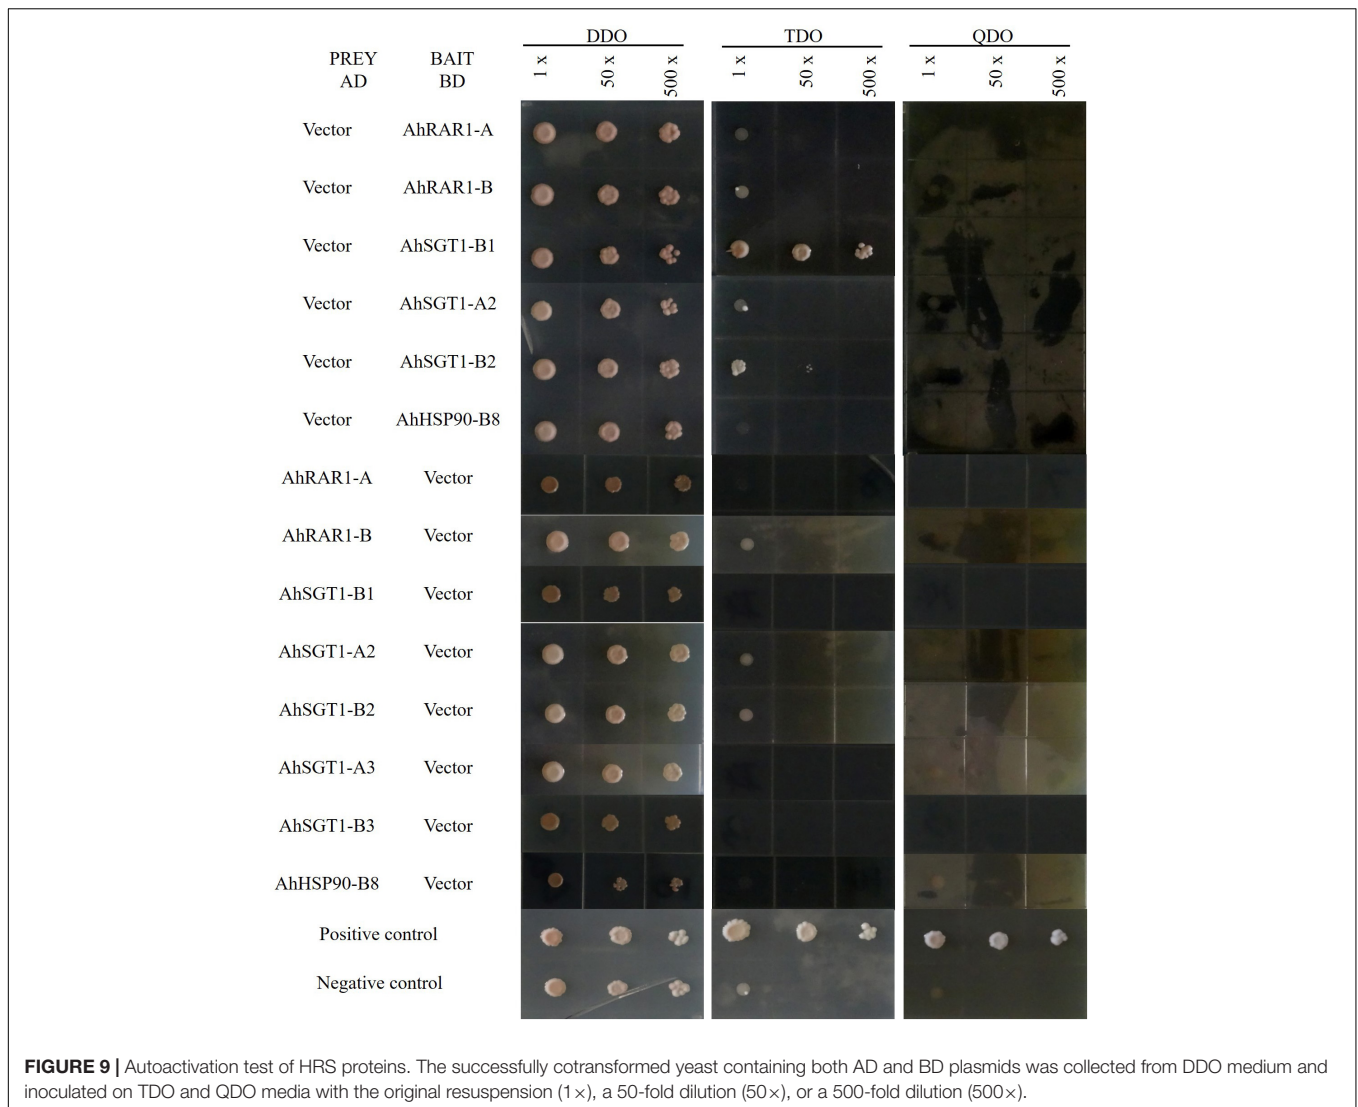 DDO TDO QDO
PREY BAIT 1 x 50 x 500 x 1 x 50 x 500 x 1 x 50 x 500 x
AD BD
Vector AhRAR1-A
Vector AhRAR1-B
Vector AhSGT1-B1
Vector AhSGT1-A2
Vector AhSGT1-B2
Vector AhHSP90-B8
AhRAR1-A Vector
AhRAR1-B Vector
AhSGT1-B1 Vector
AhSGT1-A2 Vector
AhSGT1-B2 Vector
AhSGT1-A3 Vector
AhSGT1-B3 Vector
AhHSP90-B8 Vector
Positive control
Negative control
FIGURE 9 | Autoactivation test of HRS proteins. The successfully cotransformed yeast containing both AD and BD plasmids was collected from DDO medium and
inoculated on TDO and QDO media with the original resuspension (1×), a 50-fold dilution (50×), or a 500-fold dilution (500×).